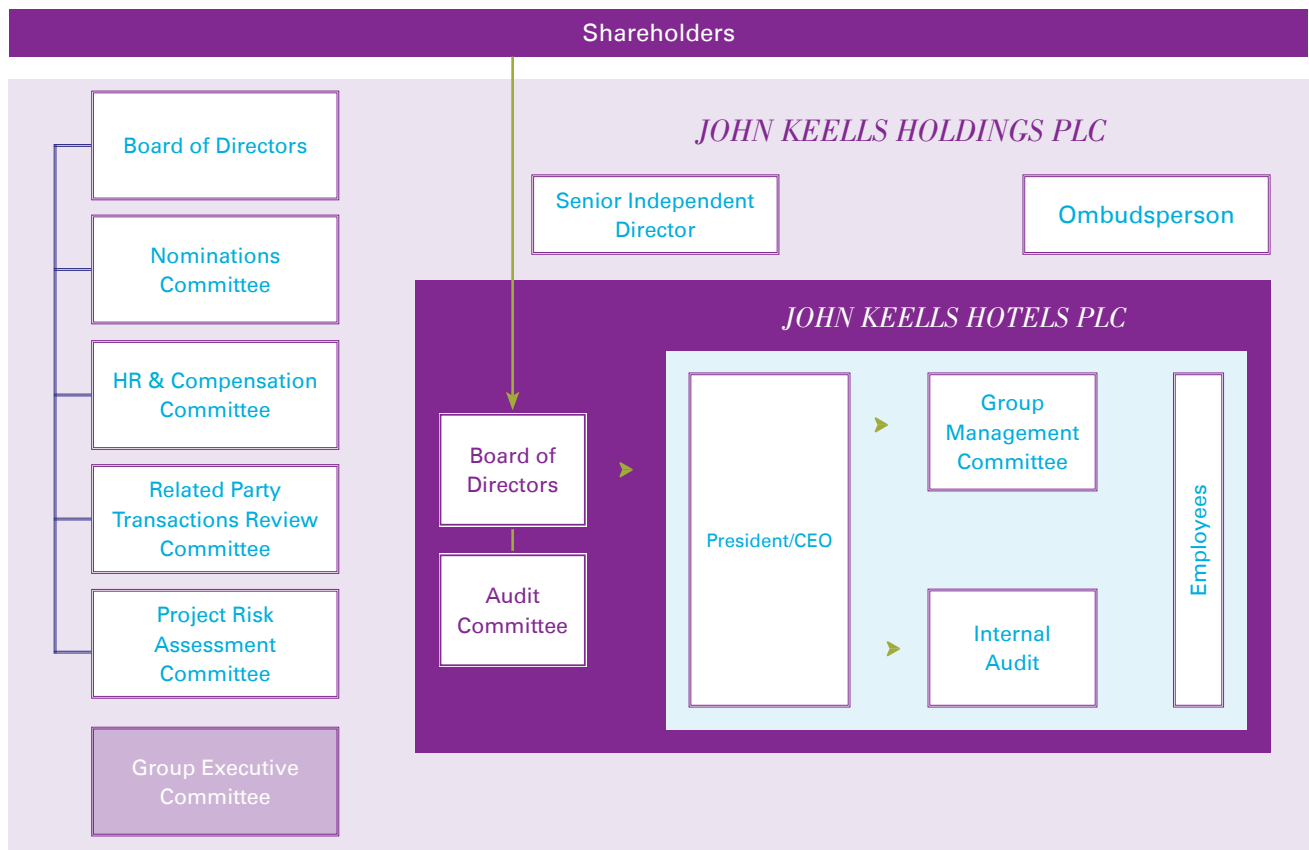 Shareholders
Board of Directors
Nominations
Committee
HR & Compensation
Committee
Related Party
Transactions Review
Committee
Project Risk
Assessment
Committee
Group Executive
Committee
JOHN KEELLS HOLDINGS PLC
Senior Independent
Director
Ombudsperson
JOHN KEELLS HOTELS PLC
Board of
Directors
Audit
Committee
President/CEO
Group
Management
Committee
Internal
Audit
Employees